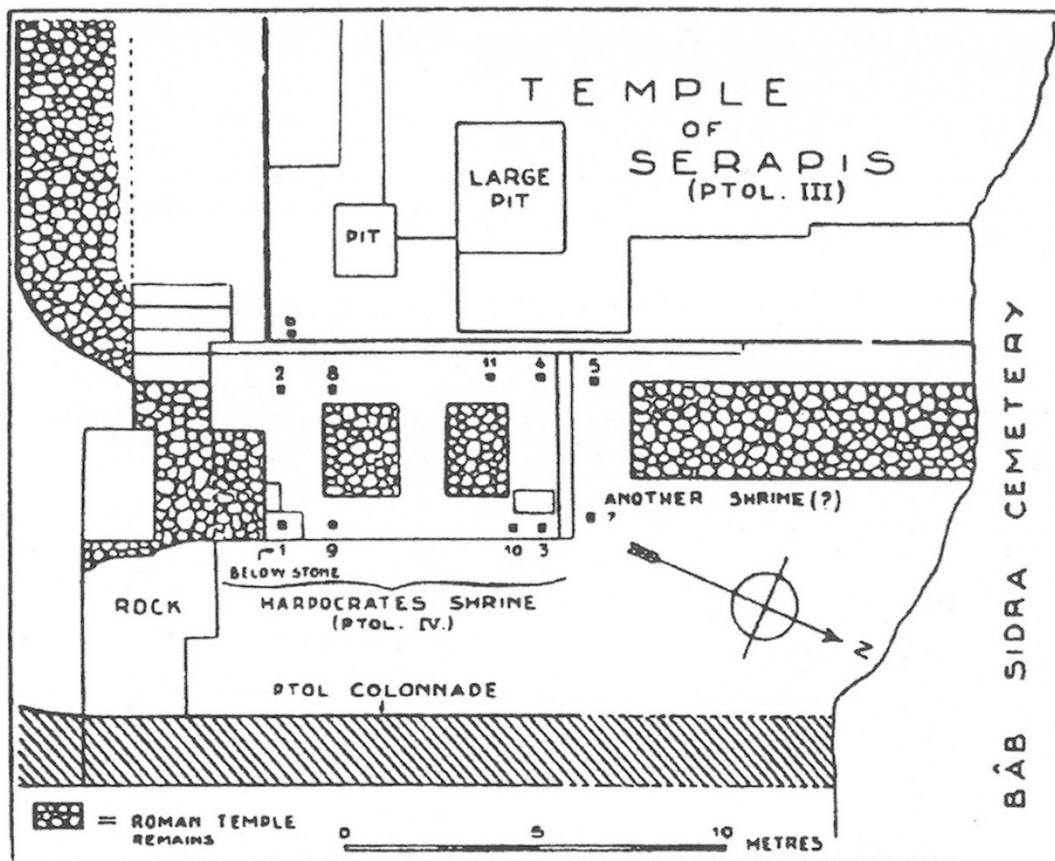 TEMPLE
OF
SERAPIS
(PTOL. III)
LARGE
PIT
PIT
2 8 11 4 5
ANOTHER SHRINE(?)
?
1 9 10 3
BELOW STONE
HARPOCRATES SHRINE
(PTOL. IV.)
ROCK
N
PTOL COLONNADE
BÂB SIDRA CEMETERY
= ROMAN TEMPLE
REMAINS
0 5 10
METRES